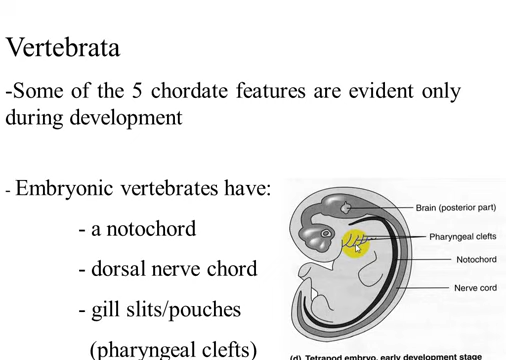 Vertebrata
-Some of the 5 chordate features are evident only
during development
- Embryonic vertebrates have:
- a notochord
- dorsal nerve chord
- gill slits/pouches
(pharyngeal clefts)
Brain (posterior part)
Pharyngeal clefts
Notochord
Nerve cord
(d) Tetrapod embryo, early development stage